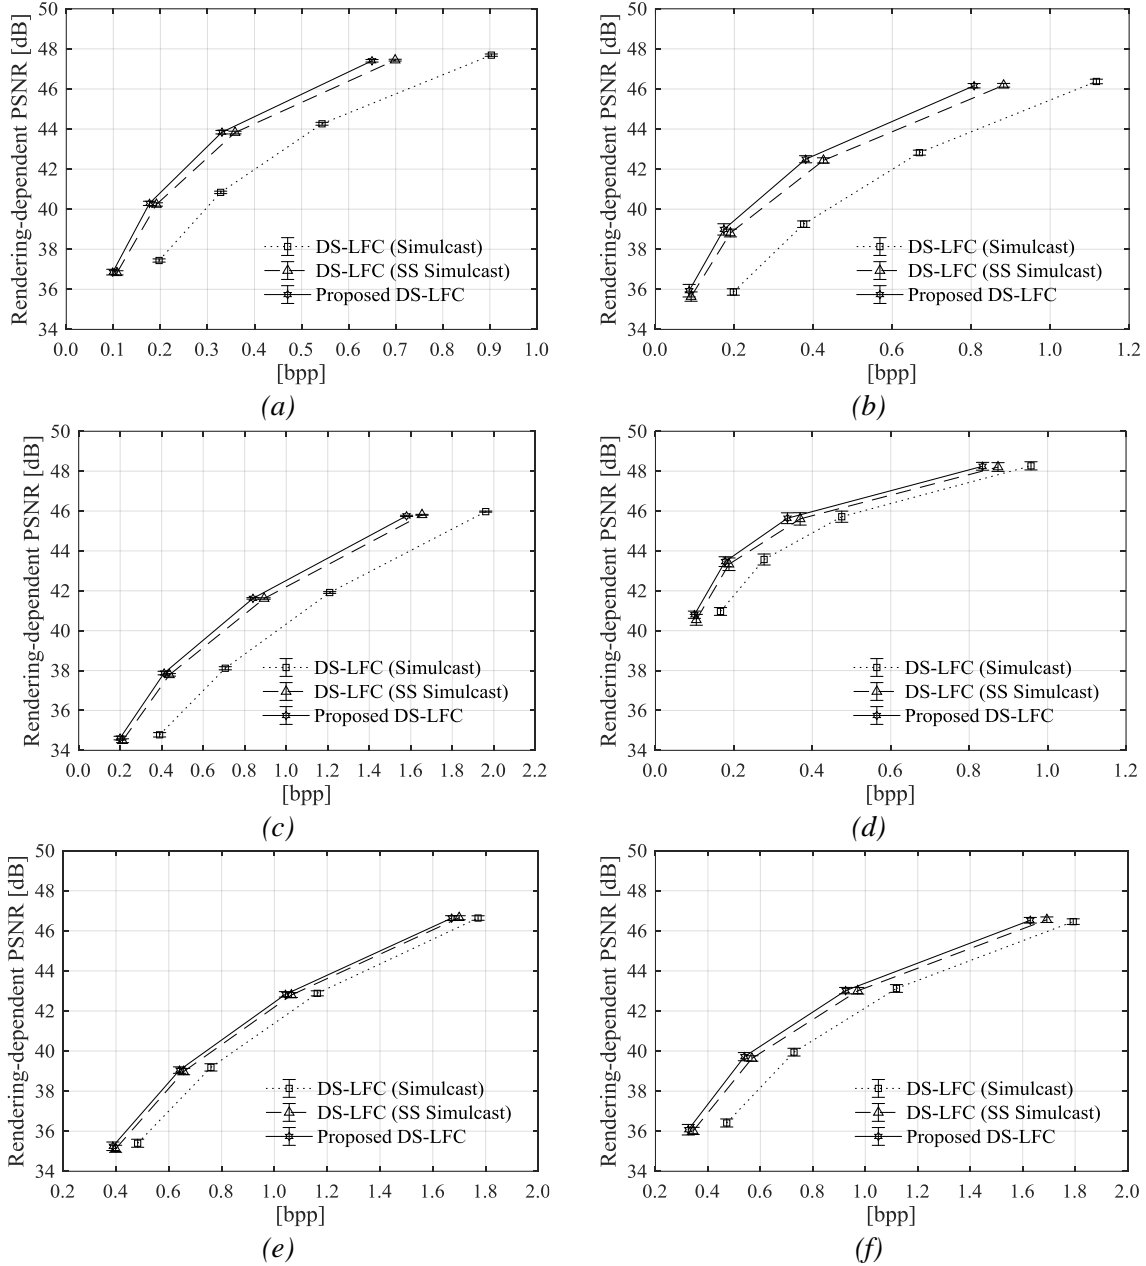 Rendering-dependent PSNR [dB]
50
48
46
44
42
40
38
36
34
DS-LFC (Simulcast)
DS-LFC (SS Simulcast)
Proposed DS-LFC
0.0 0.1 0.2 0.3 0.4 0.5 0.6 0.7 0.8 0.9 1.0
[bpp]
(a)
Rendering-dependent PSNR [dB]
50
48
46
44
42
40
38
36
34
DS-LFC (Simulcast)
DS-LFC (SS Simulcast)
Proposed DS-LFC
0.0 0.2 0.4 0.6 0.8 1.0 1.2
[bpp]
(b)
Rendering-dependent PSNR [dB]
50
48
46
44
42
40
38
36
34
DS-LFC (Simulcast)
DS-LFC (SS Simulcast)
Proposed DS-LFC
0.0 0.2 0.4 0.6 0.8 1.0 1.2 1.4 1.6 1.8 2.0 2.2
[bpp]
(c)
Rendering-dependent PSNR [dB]
50
48
46
44
42
40
38
36
34
DS-LFC (Simulcast)
DS-LFC (SS Simulcast)
Proposed DS-LFC
0.0 0.2 0.4 0.6 0.8 1.0 1.2
[bpp]
(d)
Rendering-dependent PSNR [dB]
50
48
46
44
42
40
38
36
34
DS-LFC (Simulcast)
DS-LFC (SS Simulcast)
Proposed DS-LFC
0.2 0.4 0.6 0.8 1.0 1.2 1.4 1.6 1.8 2.0
[bpp]
(e)
Rendering-dependent PSNR [dB]
50
48
46
44
42
40
38
36
34
DS-LFC (Simulcast)
DS-LFC (SS Simulcast)
Proposed DS-LFC
0.2 0.4 0.6 0.8 1.0 1.2 1.4 1.6 1.8 2.0
[bpp]
(f)